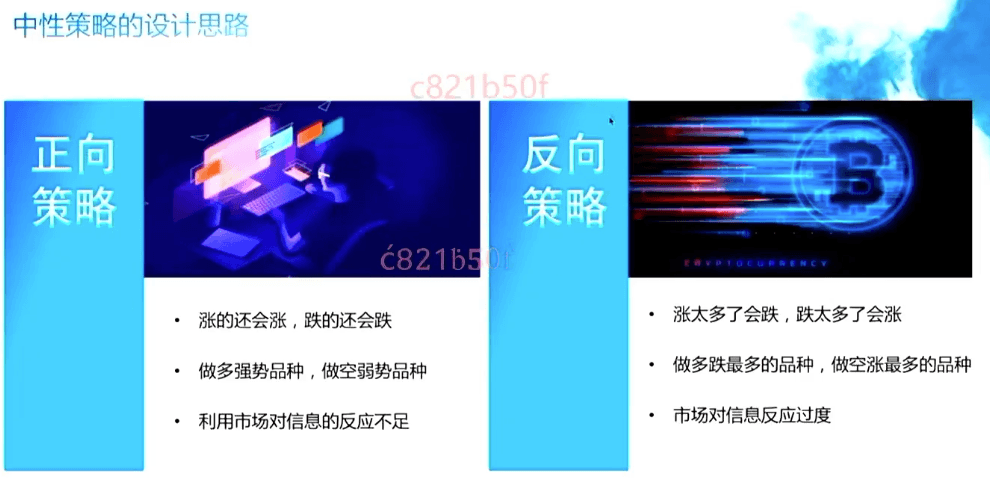 中性策略的设计思路
c821b50f
正向
策略
c821b50f
• 涨的还会涨，跌的还会跌
• 做多强势品种，做空弱势品种
• 利用市场对信息的反应不足
反向
策略
CRYPTOCURRENCY
• 涨太多了会跌，跌太多了会涨
• 做多跌最多的品种，做空涨最多的品种
• 市场对信息反应过度